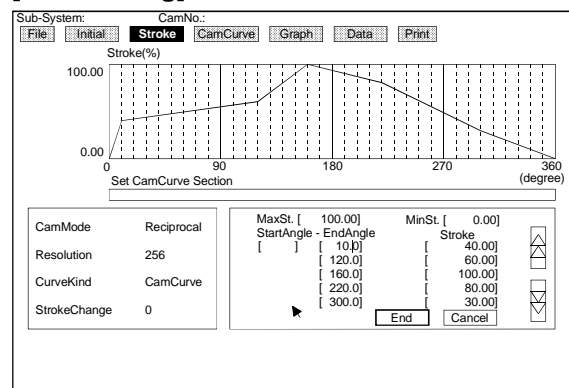 Sub-System: CamNo.:
File Initial Stroke CamCurve Graph Data Print
Stroke(%)
100.00
0.00
0 90 180 270 360
(degree)
Set CamCurve Section
CamMode Reciprocal
Resolution 256
CurveKind CamCurve
StrokeChange 0
MaxSt. [ 100.00] MinSt. [ 0.00]
StartAngle - EndAngle Stroke
[ ] [ 10.0] [ 40.00]
[ 120.0] [ 60.00]
[ 160.0] [ 100.00]
[ 220.0] [ 80.00]
[ 300.0] [ 30.00]
End Cancel